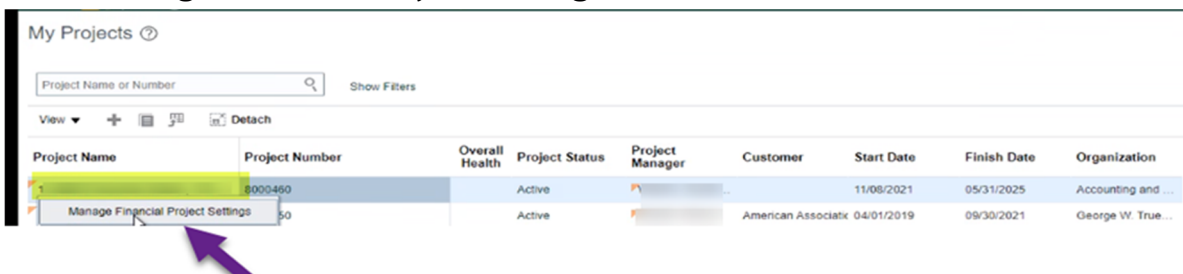 My Projects
Project Name or Number Show Filters
View Detach
Project Name Project Number Overall Health Project Status Project Manager Customer Start Date Finish Date Organization
1 8000460 Active 11/08/2021 05/31/2025 Accounting and ...
Manage Financial Project Settings 50 Active American Associatic 04/01/2019 09/30/2021 George W. True...